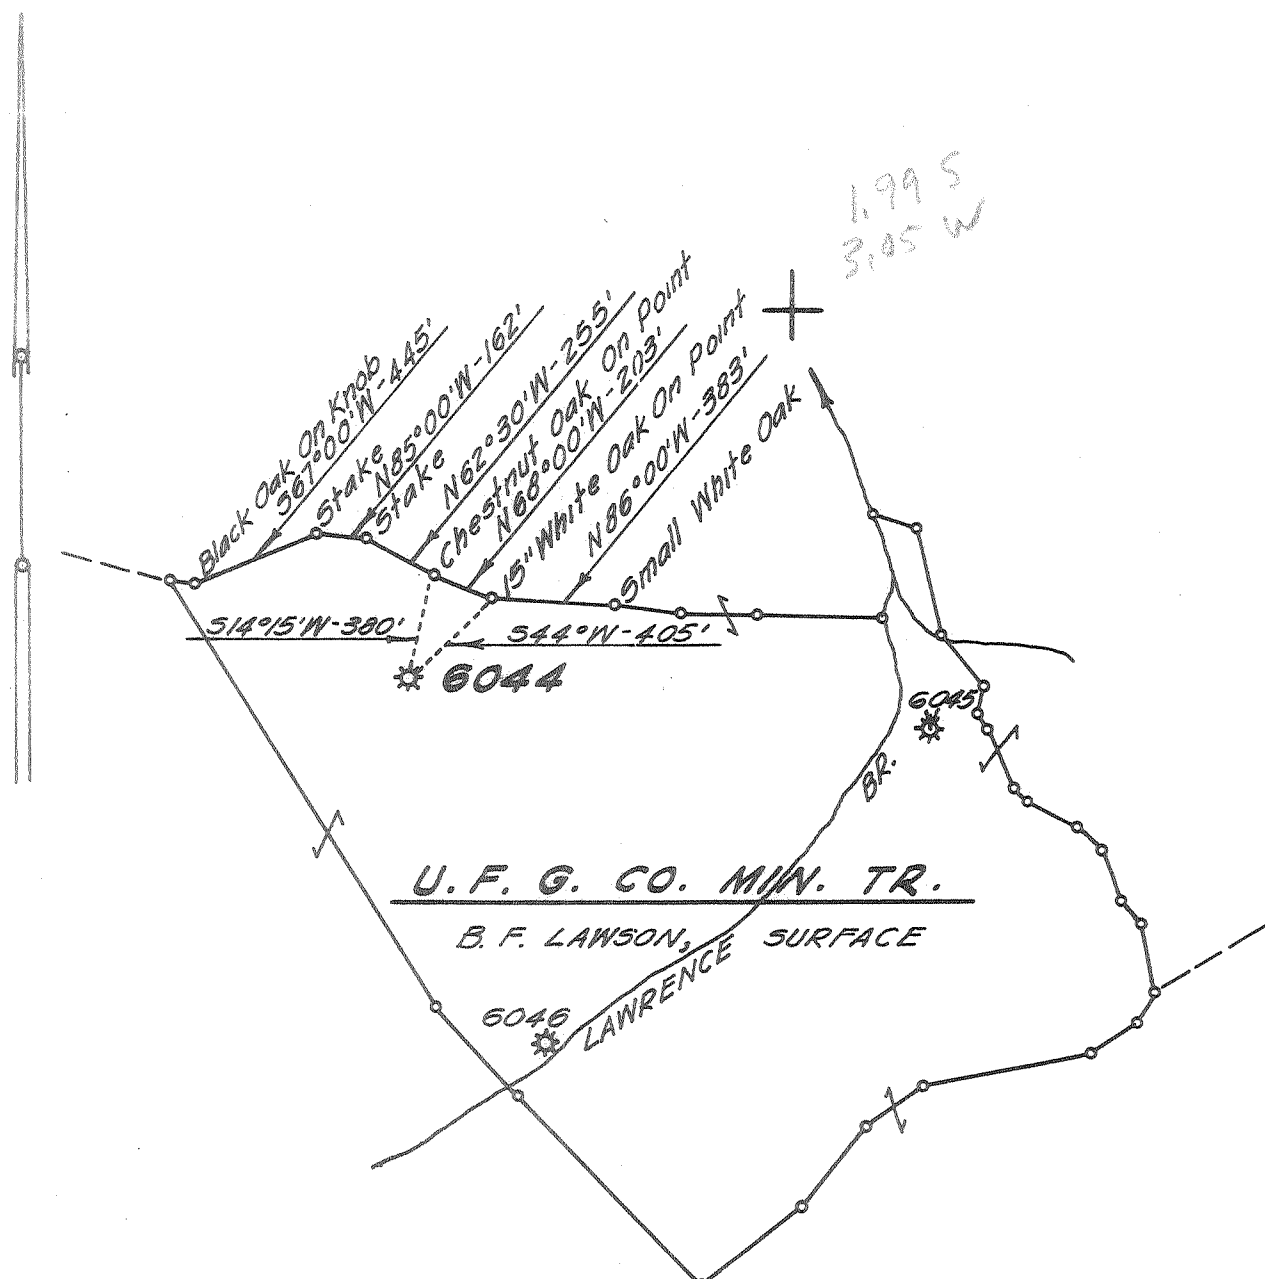 1.99 S
3.05 W
Black Oak On Knob
S67°00'W-445'
Stake
N85°00'W-162'
Stake
N62°30'W-255'
Chestnut Oak On Point
N68°00'W-203'
15" White Oak On Point
N86°00'W-383'
Small White Oak
S14°15'W-380'
S44°W-405'
6044
6045
BR.
U. F. G. CO. MIN. TR.
B. F. LAWSON, SURFACE
LAWRENCE
6046